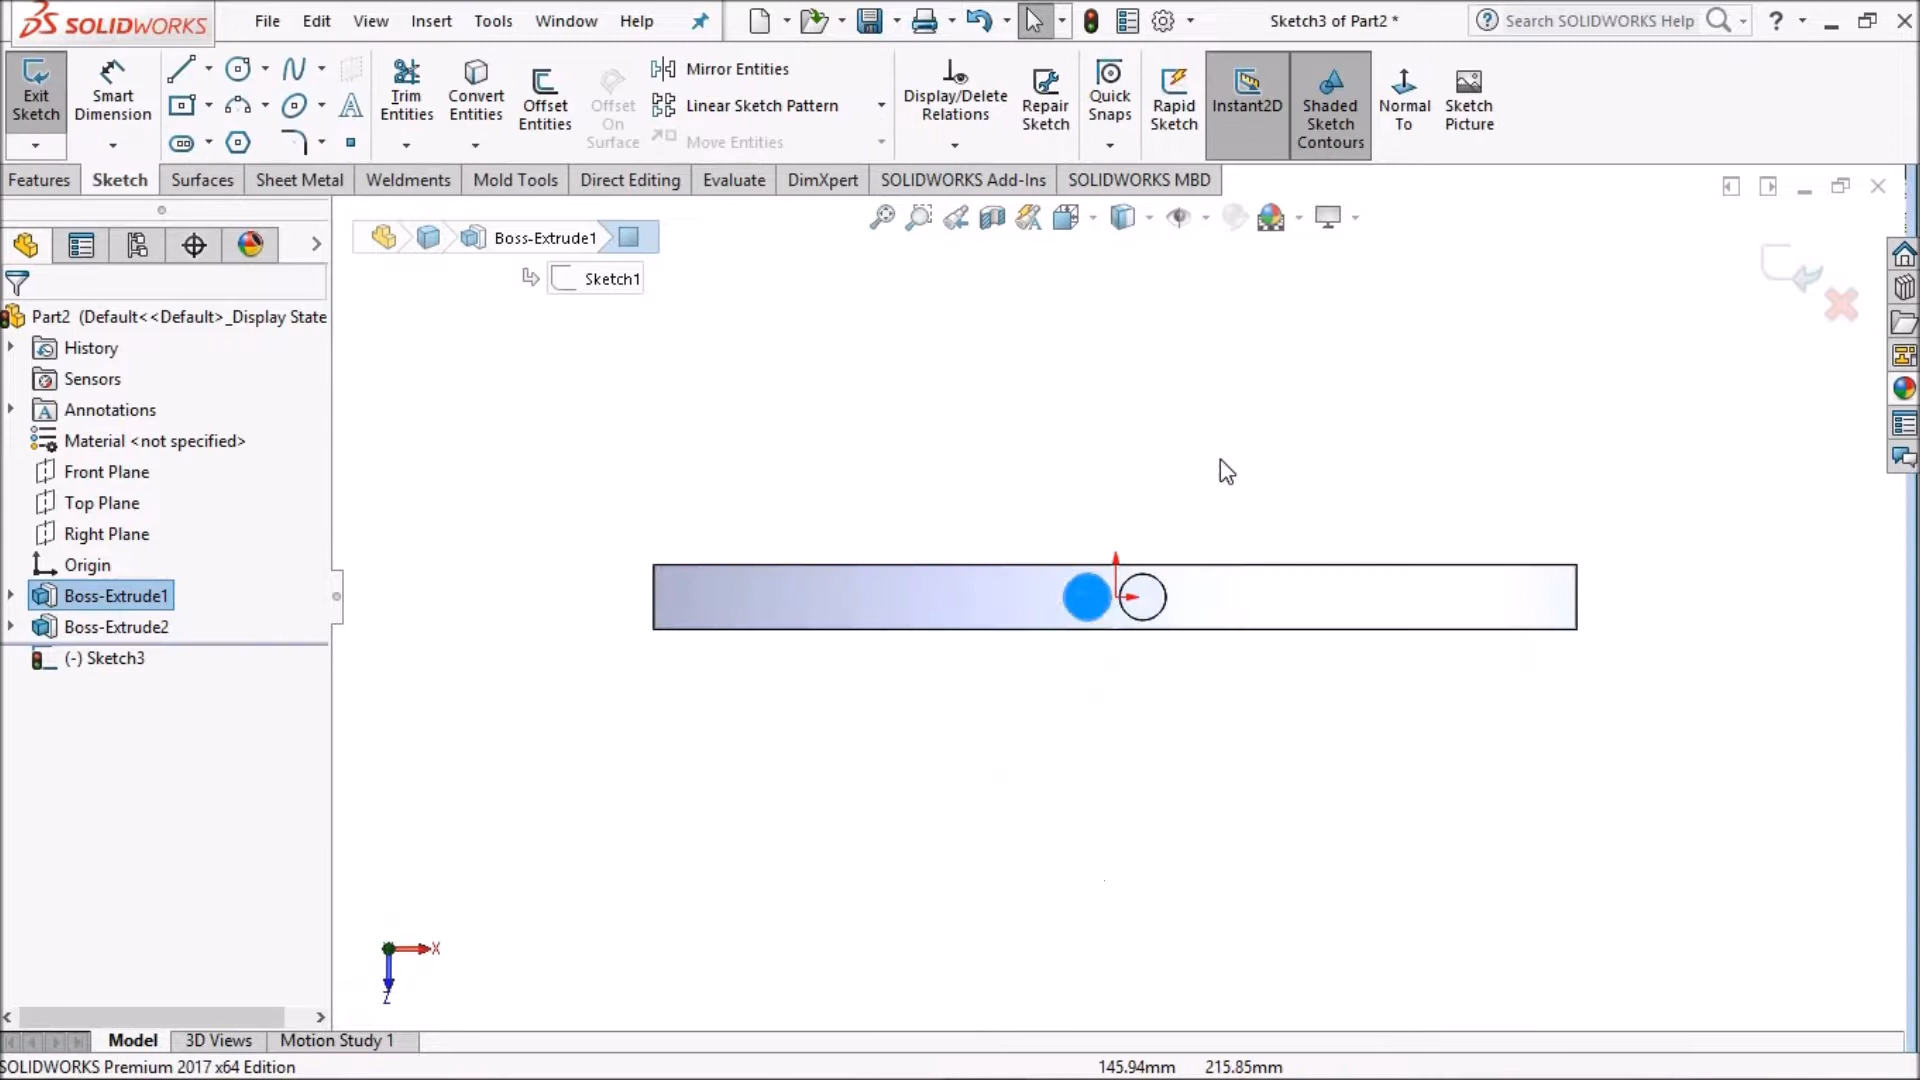 SOLIDWORKS File Edit View Insert Tools Window Help Sketch3 of Part2 * Search SOLIDWORKS Help ?
Exit Sketch
Smart Dimension
Trim Entities
Convert Entities
Offset Entities
Offset On Surface
Mirror Entities
Linear Sketch Pattern
Move Entities
Display/Delete Relations
Repair Sketch
Quick Snaps
Rapid Sketch
Instant2D
Shaded Sketch Contours
Normal To
Sketch Picture
Features Sketch Surfaces Sheet Metal Weldments Mold Tools Direct Editing Evaluate DimXpert SOLIDWORKS Add-Ins SOLIDWORKS MBD
Boss-Extrude1
Sketch1
Part2 (Default<<Default>_Display State
History
Sensors
Annotations
Material <not specified>
Front Plane
Top Plane
Right Plane
Origin
Boss-Extrude1
Boss-Extrude2
(-) Sketch3
X
Z
Model 3D Views Motion Study 1
SOLIDWORKS Premium 2017 x64 Edition 145.94mm 215.85mm